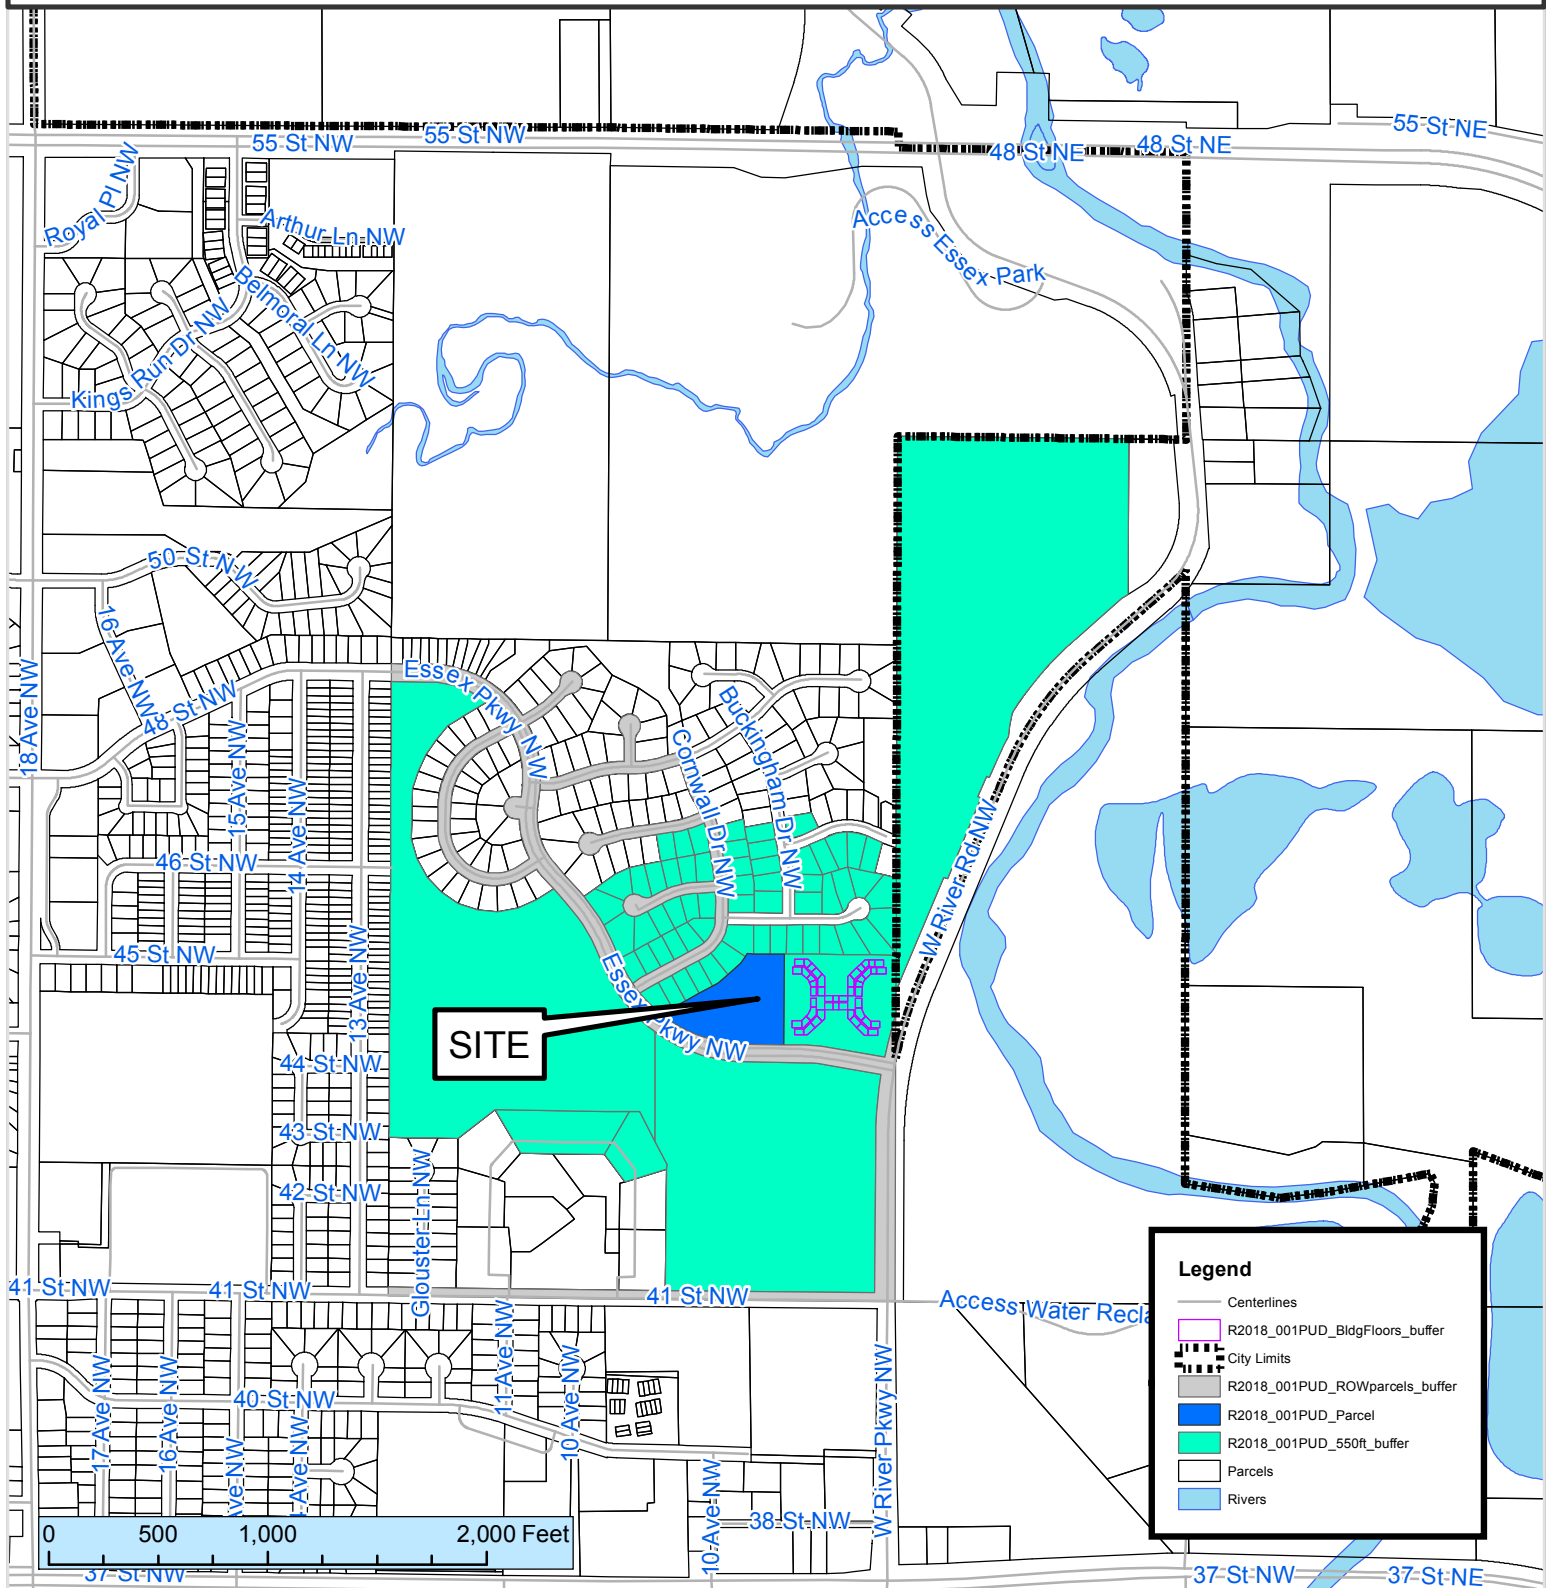 55 St NW
55 St NW
48 St NE
48 St NE
55 St NE
Royal Pl NW
Arthur Ln NW
Access Essex Park
Belmoral Ln NW
Kings Run Dr NW
50 St NW
16 Ave NW
18 Ave NW
48 St NW
Essex Pkwy NW
Buckingham Dr NW
Cornwall Dr NW
15 Ave NW
14 Ave NW
46 St NW
W River Rd NW
45 St NW
13 Ave NW
Essex Pkwy NW
SITE
44 St NW
43 St NW
42 St NW
Glouster Ln NW
41 St NW
41 St NW
41 St NW
Access Water Recla
11 Ave NW
10 Ave NW
W River Pkwy NW
17 Ave NW
16 Ave NW
40 St NW
Ave NW
Ave NW
10 Ave NW
38 St NW
37 St NW
37 St NW
37 St NE
0 500 1,000 2,000 Feet
Legend
Centerlines
R2018_001PUD_BldgFloors_buffer
City Limits
R2018_001PUD_ROWparcels_buffer
R2018_001PUD_Parcel
R2018_001PUD_550ft_buffer
Parcels
Rivers